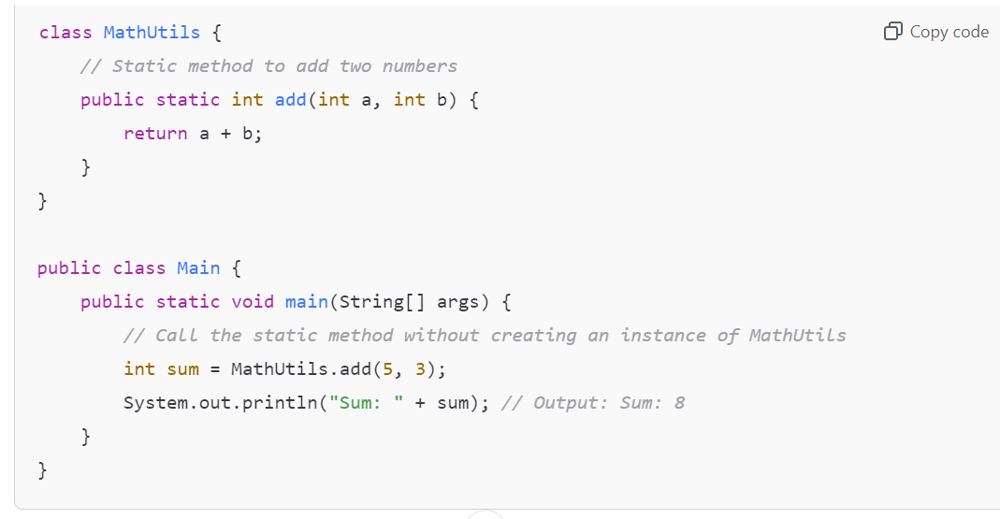 class MathUtils {
Copy code
    // Static method to add two numbers
    public static int add(int a, int b) {
        return a + b;
    }
}

public class Main {
    public static void main(String[] args) {
        // Call the static method without creating an instance of MathUtils
        int sum = MathUtils.add(5, 3);
        System.out.println("Sum: " + sum); // Output: Sum: 8
    }
}